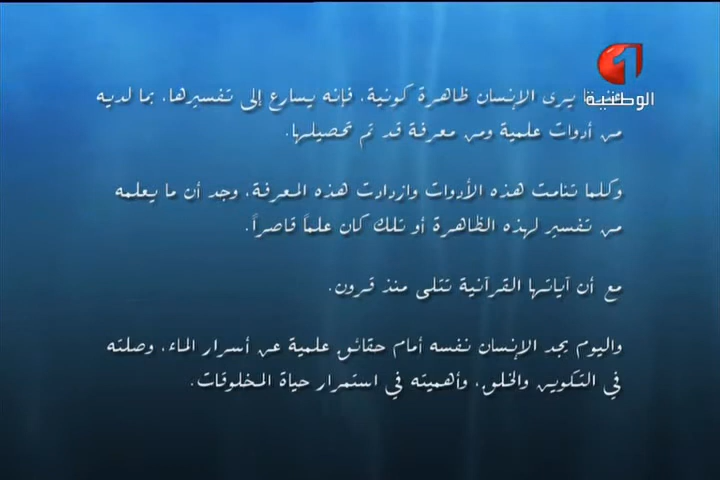 1
الوطنية
يرى الإنسان ظاهرة كونية، فإنه يسارع إلى تفسيرها، بما لديه
من أدوات علمية ومن معرفة قد تم تحصيلها.
وكلما تنامت هذه الأدوات وازدادت هذه المعرفة، وجد أن ما يعلمه
من تفسير لهذه الظاهرة أو تلك كان علماً قاصراً.
مع أن آياتها القرآنية تتلى منذ قرون.
واليوم يجد الإنسان نفسه أمام حقائق علمية عن أسرار الماء، وصلته
في التكوين والخلق، وأهميته في استمرار حياة المخلوقات.